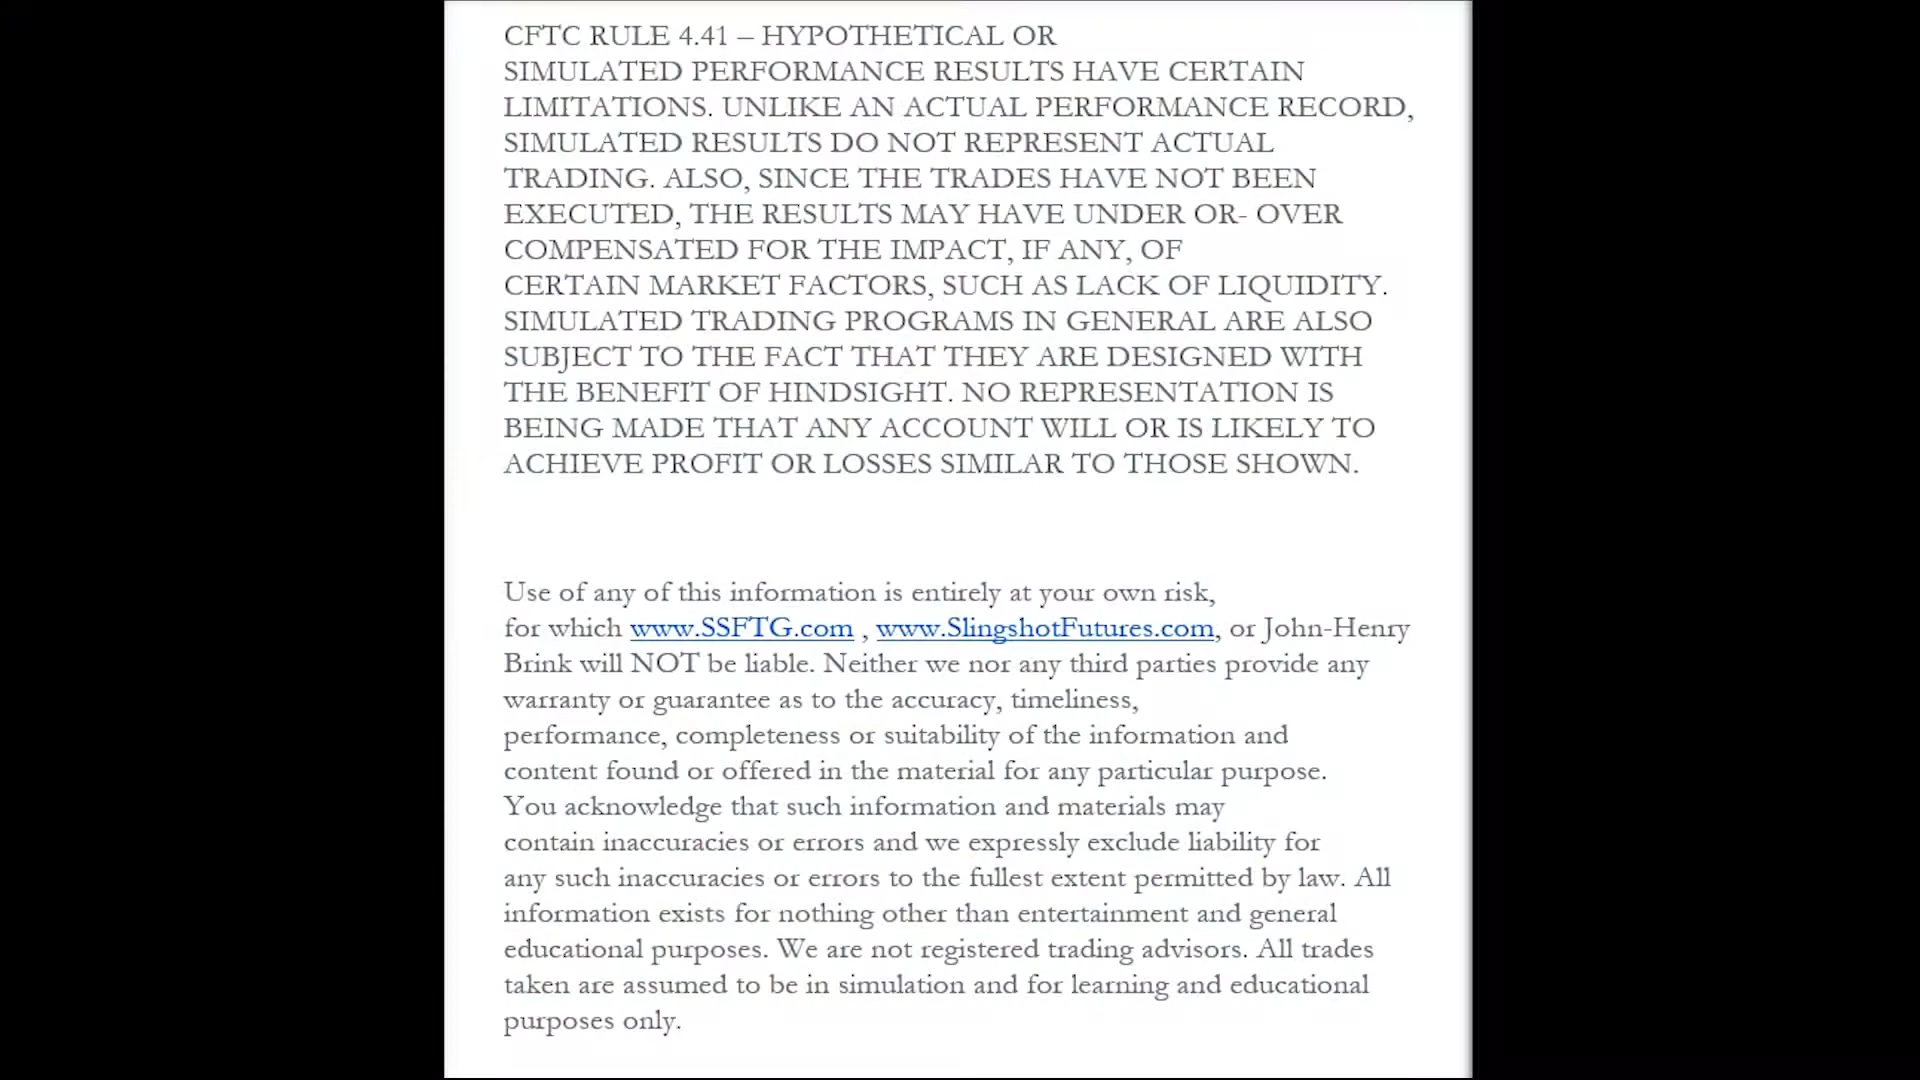 CFTC RULE 4.41 – HYPOTHETICAL OR
SIMULATED PERFORMANCE RESULTS HAVE CERTAIN
LIMITATIONS. UNLIKE AN ACTUAL PERFORMANCE RECORD,
SIMULATED RESULTS DO NOT REPRESENT ACTUAL
TRADING. ALSO, SINCE THE TRADES HAVE NOT BEEN
EXECUTED, THE RESULTS MAY HAVE UNDER OR- OVER
COMPENSATED FOR THE IMPACT, IF ANY, OF
CERTAIN MARKET FACTORS, SUCH AS LACK OF LIQUIDITY.
SIMULATED TRADING PROGRAMS IN GENERAL ARE ALSO
SUBJECT TO THE FACT THAT THEY ARE DESIGNED WITH
THE BENEFIT OF HINDSIGHT. NO REPRESENTATION IS
BEING MADE THAT ANY ACCOUNT WILL OR IS LIKELY TO
ACHIEVE PROFIT OR LOSSES SIMILAR TO THOSE SHOWN.
Use of any of this information is entirely at your own risk,
for which www.SSFTG.com , www.SlingshotFutures.com, or John-Henry
Brink will NOT be liable. Neither we nor any third parties provide any
warranty or guarantee as to the accuracy, timeliness,
performance, completeness or suitability of the information and
content found or offered in the material for any particular purpose.
You acknowledge that such information and materials may
contain inaccuracies or errors and we expressly exclude liability for
any such inaccuracies or errors to the fullest extent permitted by law. All
information exists for nothing other than entertainment and general
educational purposes. We are not registered trading advisors. All trades
taken are assumed to be in simulation and for learning and educational
purposes only.